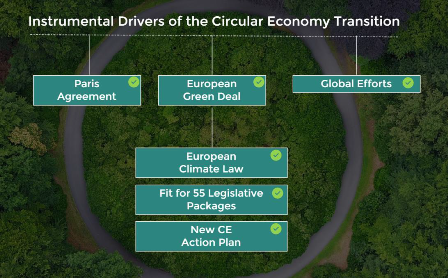 Instrumental Drivers of the Circular Economy Transition
Paris
Agreement
European
Green Deal
Global Efforts
European
Climate Law
Fit for 55 Legislative
Packages
New CE
Action Plan